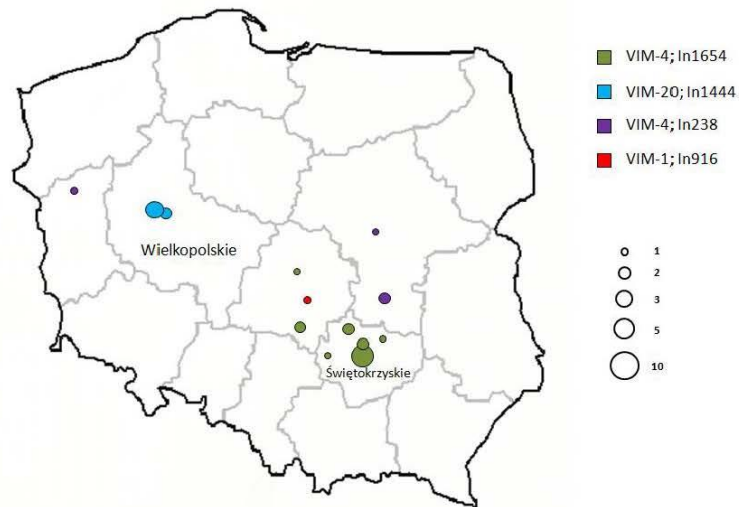 VIM-4; In1654
VIM-20; In1444
VIM-4; In238
VIM-1; In916
Wielkopolskie
Świętokrzyskie
1
2
3
5
10